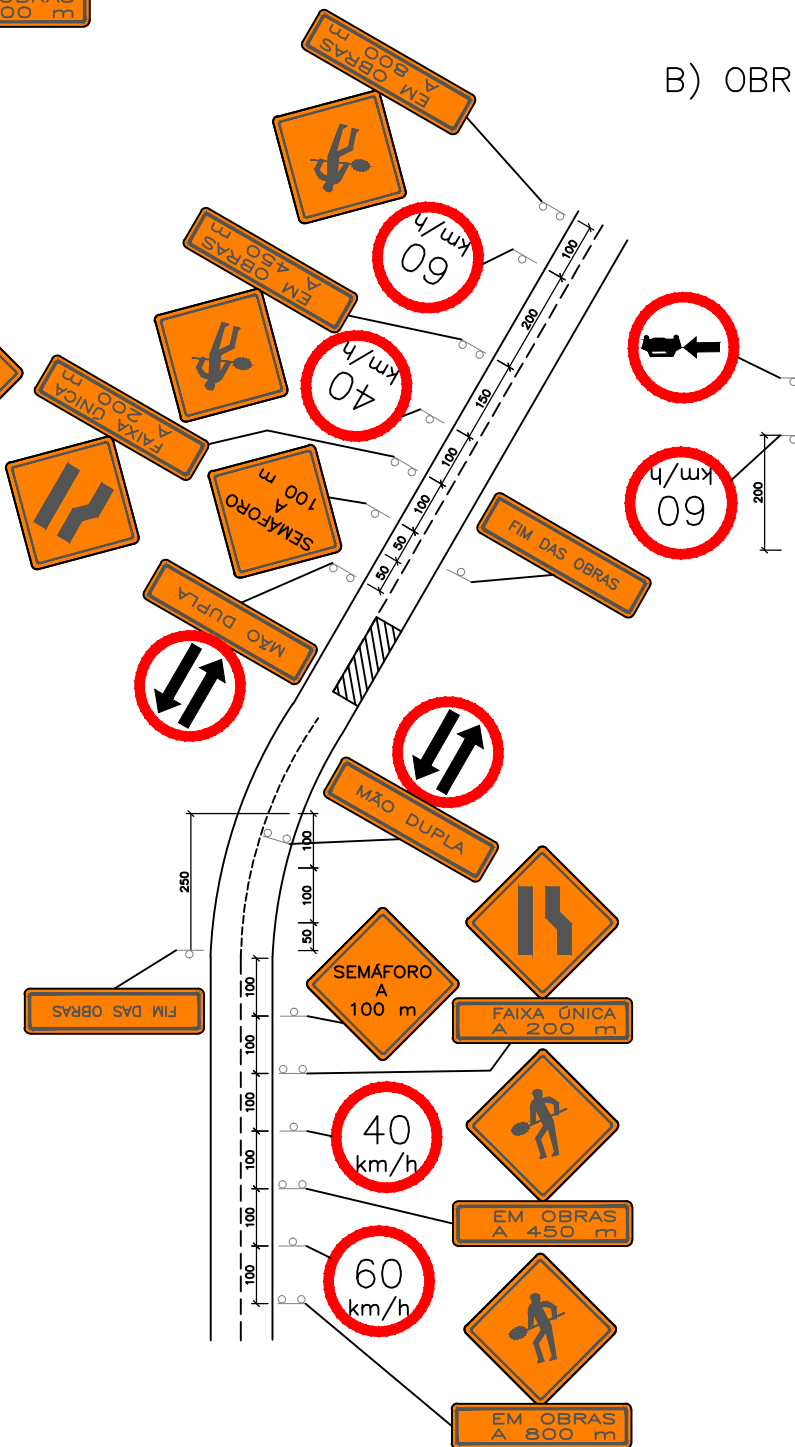 OBRAS
00 m
B) OBR
EM OBRAS
A 800 m
60
km/h
EM OBRAS
A 450 m
40
km/h
FAIXA ÚNICA
A 200 m
SEMÁFORO
A
100 m
MÃO DUPLA
100
200
150
100
100
50
50
60
km/h
200
FIM DAS OBRAS
MÃO DUPLA
250
100
100
50
FIM DAS OBRAS
SEMÁFORO
A
100 m
FAIXA ÚNICA
A 200 m
40
km/h
EM OBRAS
A 450 m
60
km/h
EM OBRAS
A 800 m
100
100
100
100
100
100